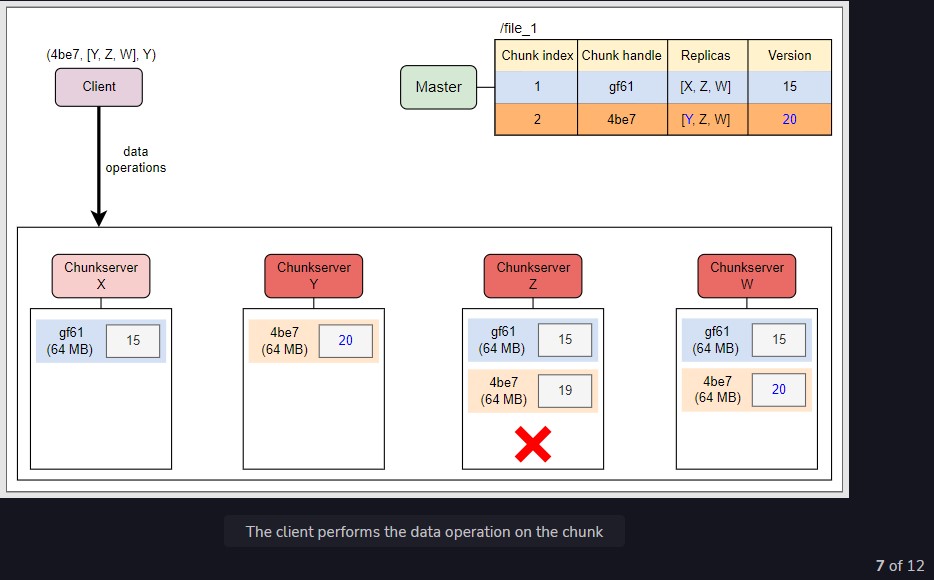 /file_1
(4be7, [Y, Z, W], Y)
Client
Master
Chunk index Chunk handle Replicas Version
1 gf61 [X, Z, W] 15
2 4be7 [Y, Z, W] 20
data
operations
Chunkserver
X
Chunkserver
Y
Chunkserver
Z
Chunkserver
W
gf61
(64 MB)
15
4be7
(64 MB)
20
gf61
(64 MB)
15
4be7
(64 MB)
19
gf61
(64 MB)
15
4be7
(64 MB)
20
The client performs the data operation on the chunk
7 of 12